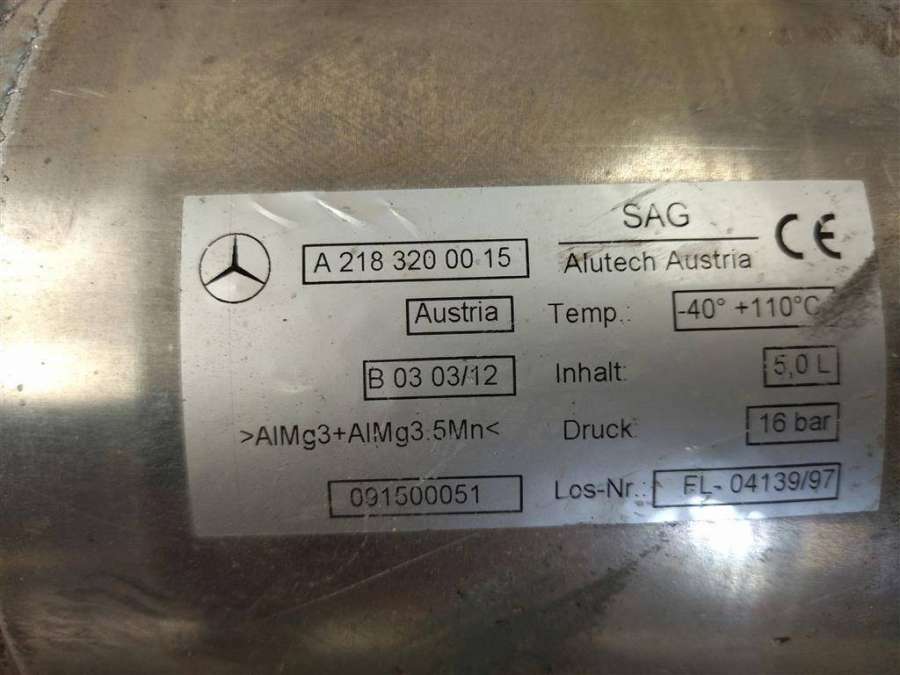 A 218 320 00 15
Austria
B 03 03/12
>AlMg3+AlMg3.5Mn<
091500051
SAG
Alutech Austria
CE
Temp.: -40° +110°C
Inhalt: 5,0 L
Druck: 16 bar
Los-Nr.: FL- 04139/97